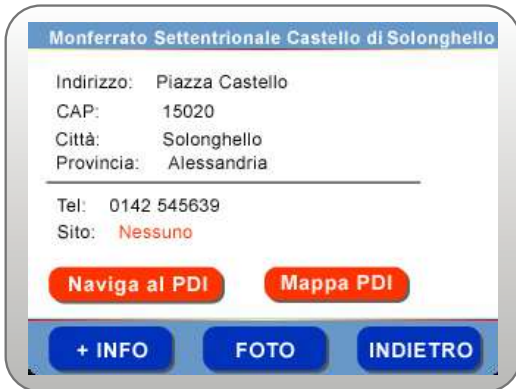 Monferrato Settentrionale Castello di Solonghello
Indirizzo: Piazza Castello
CAP: 15020
Città: Solonghello
Provincia: Alessandria
Tel: 0142 545639
Sito: Nessuno
Naviga al PDI Mappa PDI
+ INFO FOTO INDIETRO